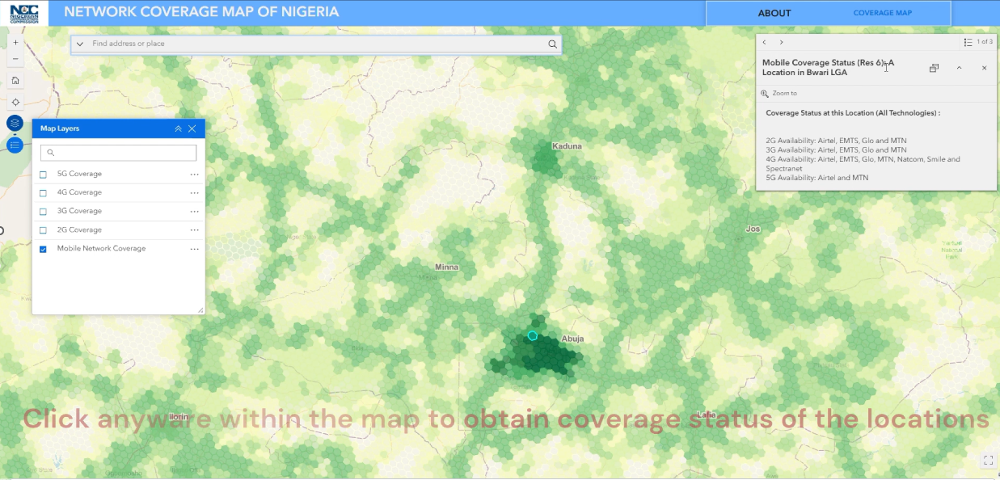 NCC
NIGERIAN
COMMUNICATIONS
COMMISSION
NETWORK COVERAGE MAP OF NIGERIA
ABOUT
COVERAGE MAP
Find address or place
1 of 3
Mobile Coverage Status (Res 6)- A
Location in Bwari LGA
Zoom to
Coverage Status at this Location (All Technologies) :
2G Availability: Airtel, EMTS, Glo and MTN
3G Availability: Airtel, EMTS, Glo and MTN
4G Availability: Airtel, EMTS, Glo, MTN, Natcom, Smile and
Spectranet
5G Availability: Airtel and MTN
Map Layers
5G Coverage
4G Coverage
3G Coverage
2G Coverage
Mobile Network Coverage
Kaduna
Jos
Minna
Minna
Nigeria
Abuja
Ilorin
Lafia
Click anyware within the map to obtain coverage status of the locations